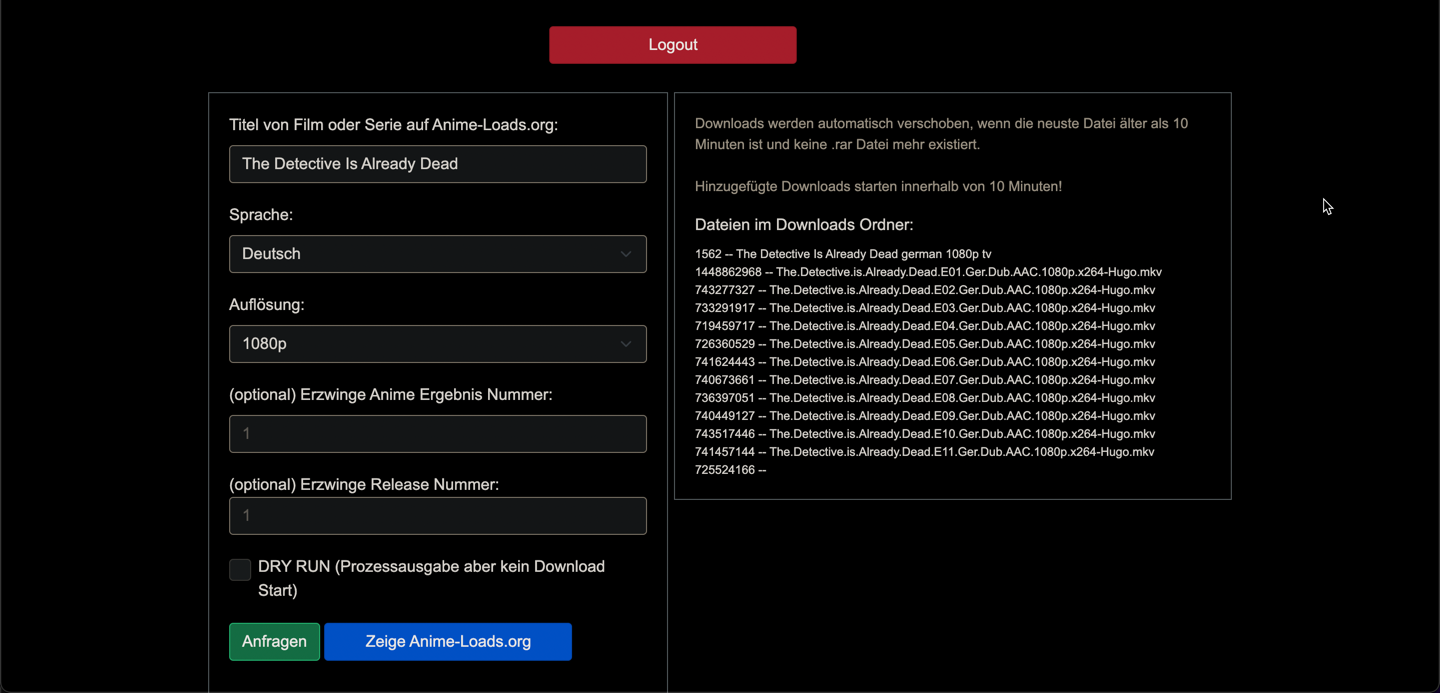 Logout
Titel von Film oder Serie auf Anime-Loads.org:
The Detective Is Already Dead
Sprache:
Deutsch
Auflösung:
1080p
(optional) Erzwinge Anime Ergebnis Nummer:
1
(optional) Erzwinge Release Nummer:
1
DRY RUN (Prozessausgabe aber kein Download
Start)
Anfragen
Zeige Anime-Loads.org
Downloads werden automatisch verschoben, wenn die neuste Datei älter als 10
Minuten ist und keine .rar Datei mehr existiert.
Hinzugefügte Downloads starten innerhalb von 10 Minuten!
Dateien im Downloads Ordner:
1562 -- The Detective Is Already Dead german 1080p tv
1448862968 -- The.Detective.is.Already.Dead.E01.Ger.Dub.AAC.1080p.x264-Hugo.mkv
743277327 -- The.Detective.is.Already.Dead.E02.Ger.Dub.AAC.1080p.x264-Hugo.mkv
733291917 -- The.Detective.is.Already.Dead.E03.Ger.Dub.AAC.1080p.x264-Hugo.mkv
719459717 -- The.Detective.is.Already.Dead.E04.Ger.Dub.AAC.1080p.x264-Hugo.mkv
726360529 -- The.Detective.is.Already.Dead.E05.Ger.Dub.AAC.1080p.x264-Hugo.mkv
741624443 -- The.Detective.is.Already.Dead.E06.Ger.Dub.AAC.1080p.x264-Hugo.mkv
740673661 -- The.Detective.is.Already.Dead.E07.Ger.Dub.AAC.1080p.x264-Hugo.mkv
736397051 -- The.Detective.is.Already.Dead.E08.Ger.Dub.AAC.1080p.x264-Hugo.mkv
740449127 -- The.Detective.is.Already.Dead.E09.Ger.Dub.AAC.1080p.x264-Hugo.mkv
743517446 -- The.Detective.is.Already.Dead.E10.Ger.Dub.AAC.1080p.x264-Hugo.mkv
741457144 -- The.Detective.is.Already.Dead.E11.Ger.Dub.AAC.1080p.x264-Hugo.mkv
725524166 --